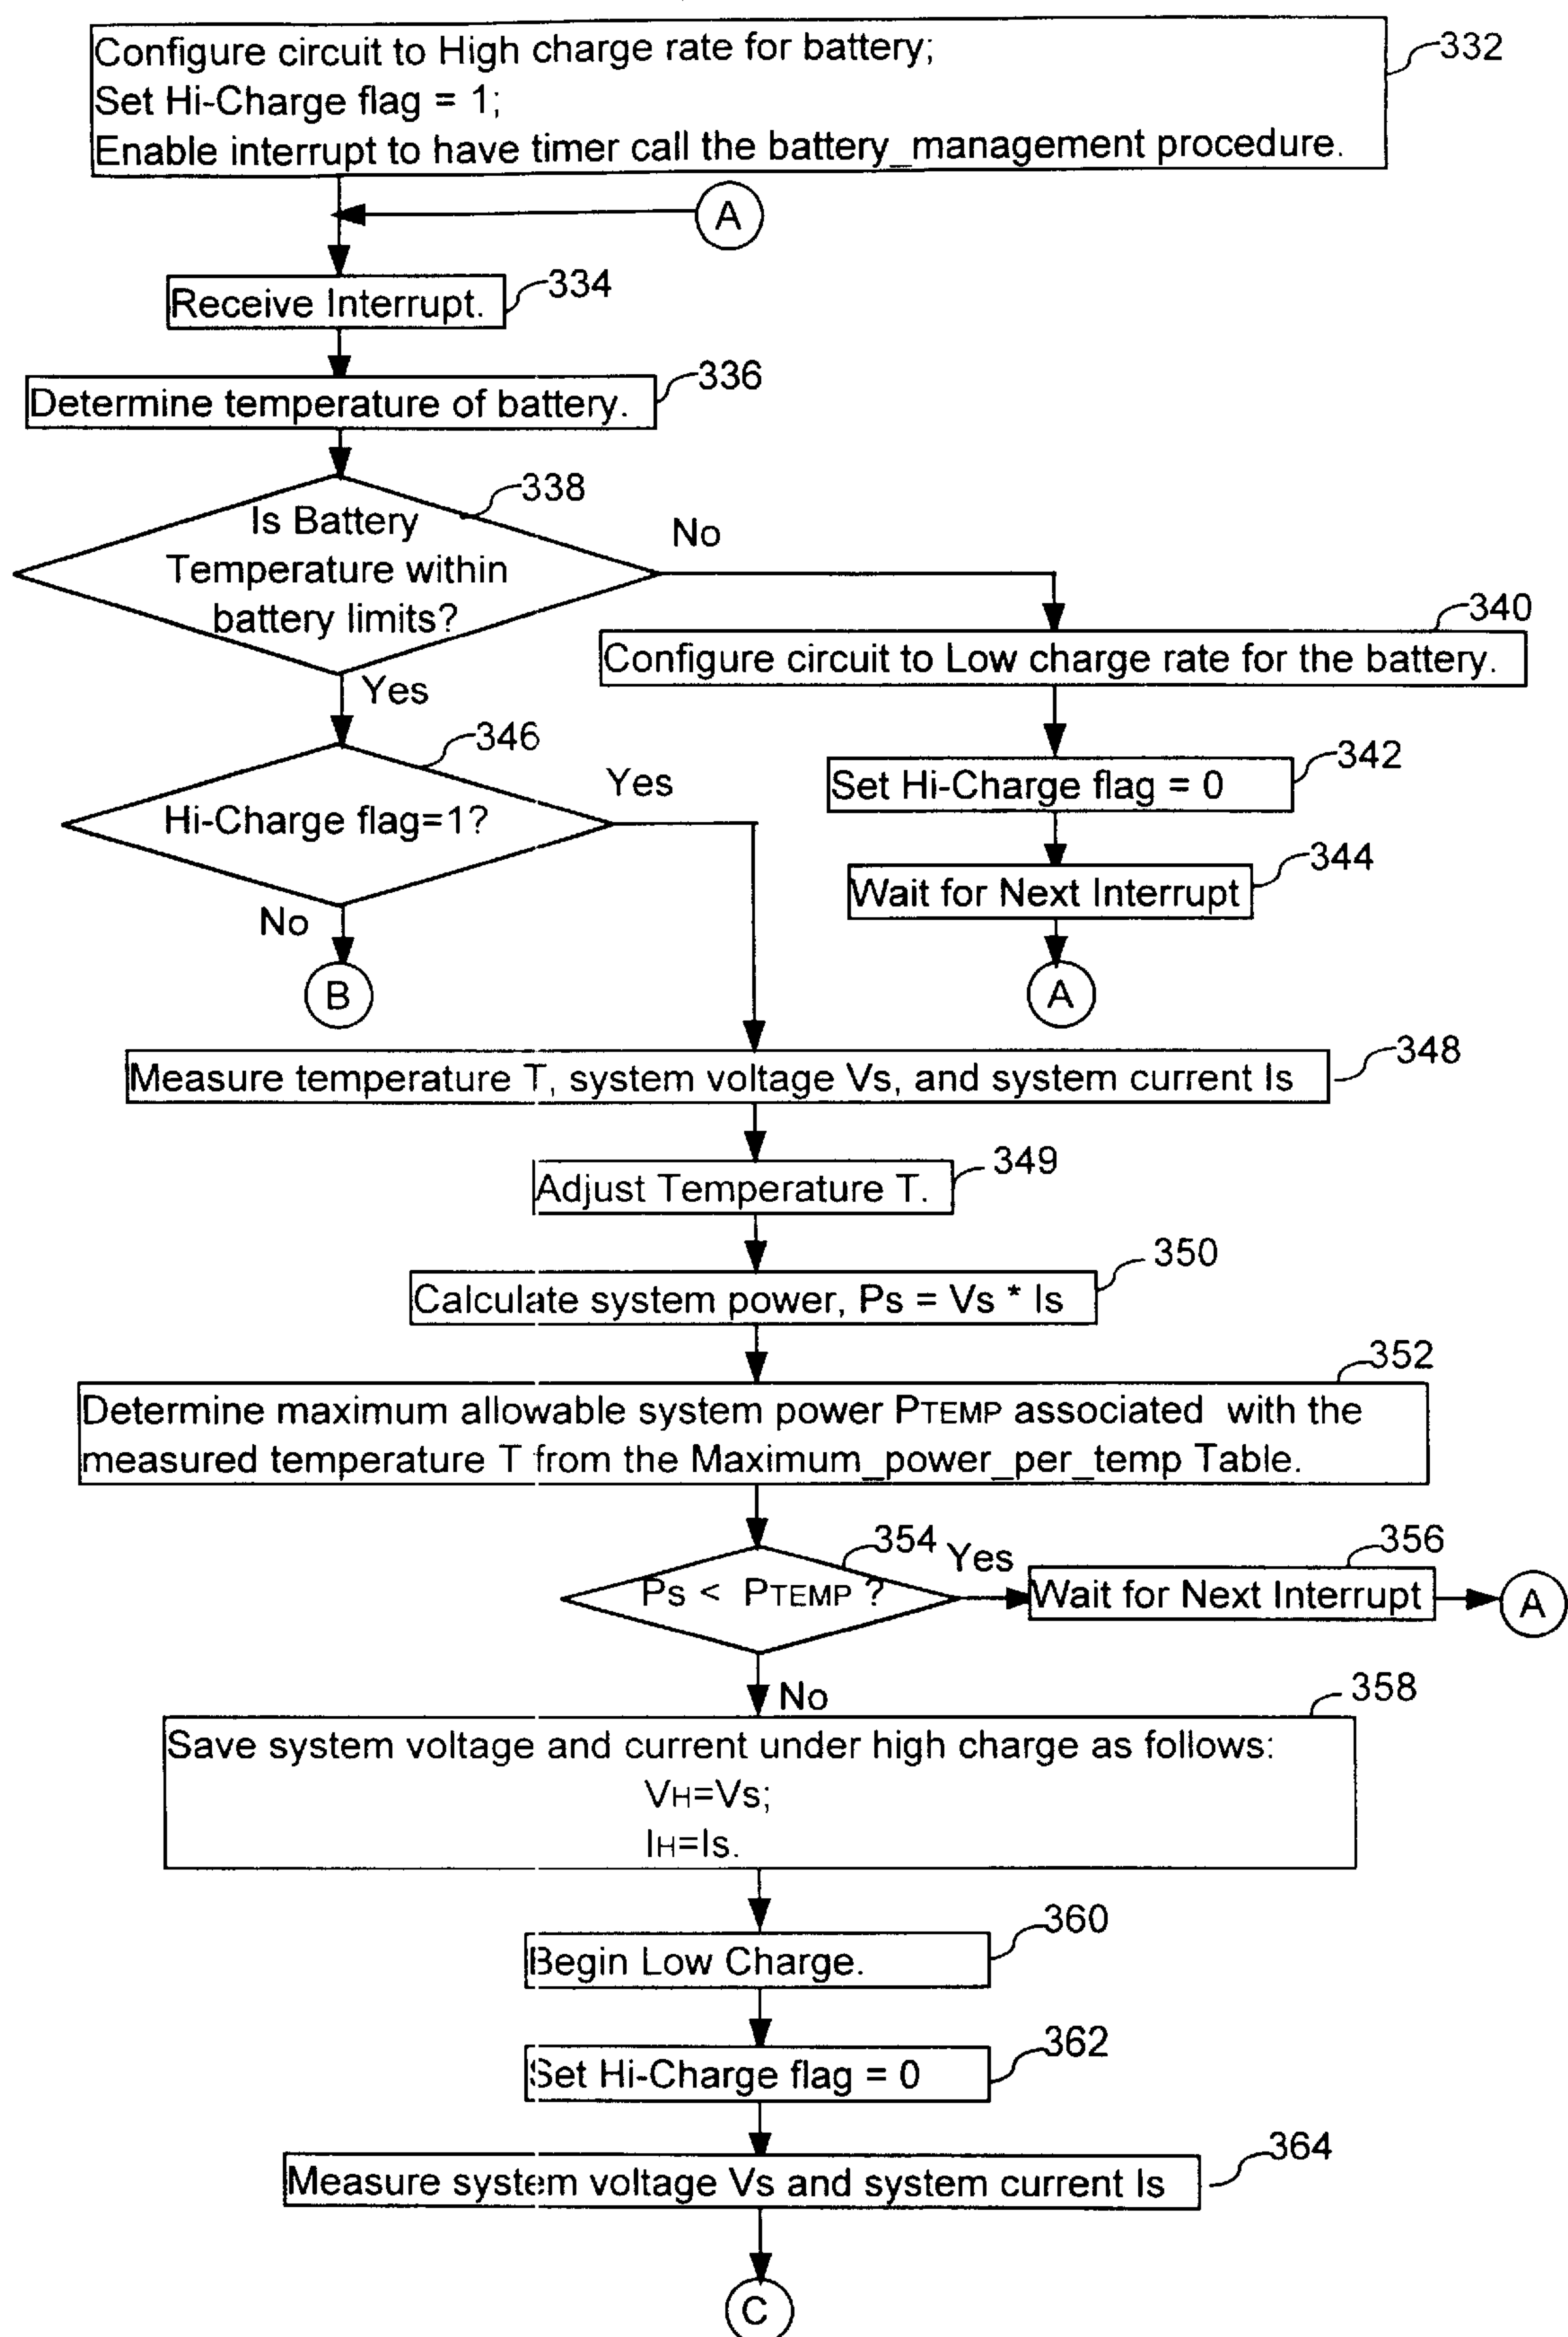 Configure circuit to High charge rate for battery;
Set Hi-Charge flag = 1;
Enable interrupt to have timer call the battery_management procedure.
332
A
Receive Interrupt.
334
Determine temperature of battery.
336
Is Battery
Temperature within
battery limits?
338
No
Yes
Configure circuit to Low charge rate for the battery.
340
Hi-Charge flag=1?
346
Yes
No
B
Set Hi-Charge flag = 0
342
Wait for Next Interrupt
344
A
Measure temperature T, system voltage Vs, and system current Is
348
Adjust Temperature T.
349
Calculate system power, Ps = Vs * Is
350
Determine maximum allowable system power PTEMP associated with the
measured temperature T from the Maximum_power_per_temp Table.
352
Ps < PTEMP ?
354
Yes
Wait for Next Interrupt
356
A
No
Save system voltage and current under high charge as follows:
VH=Vs;
IH=Is.
358
Begin Low Charge.
360
Set Hi-Charge flag = 0
362
Measure system voltage Vs and system current Is
364
C